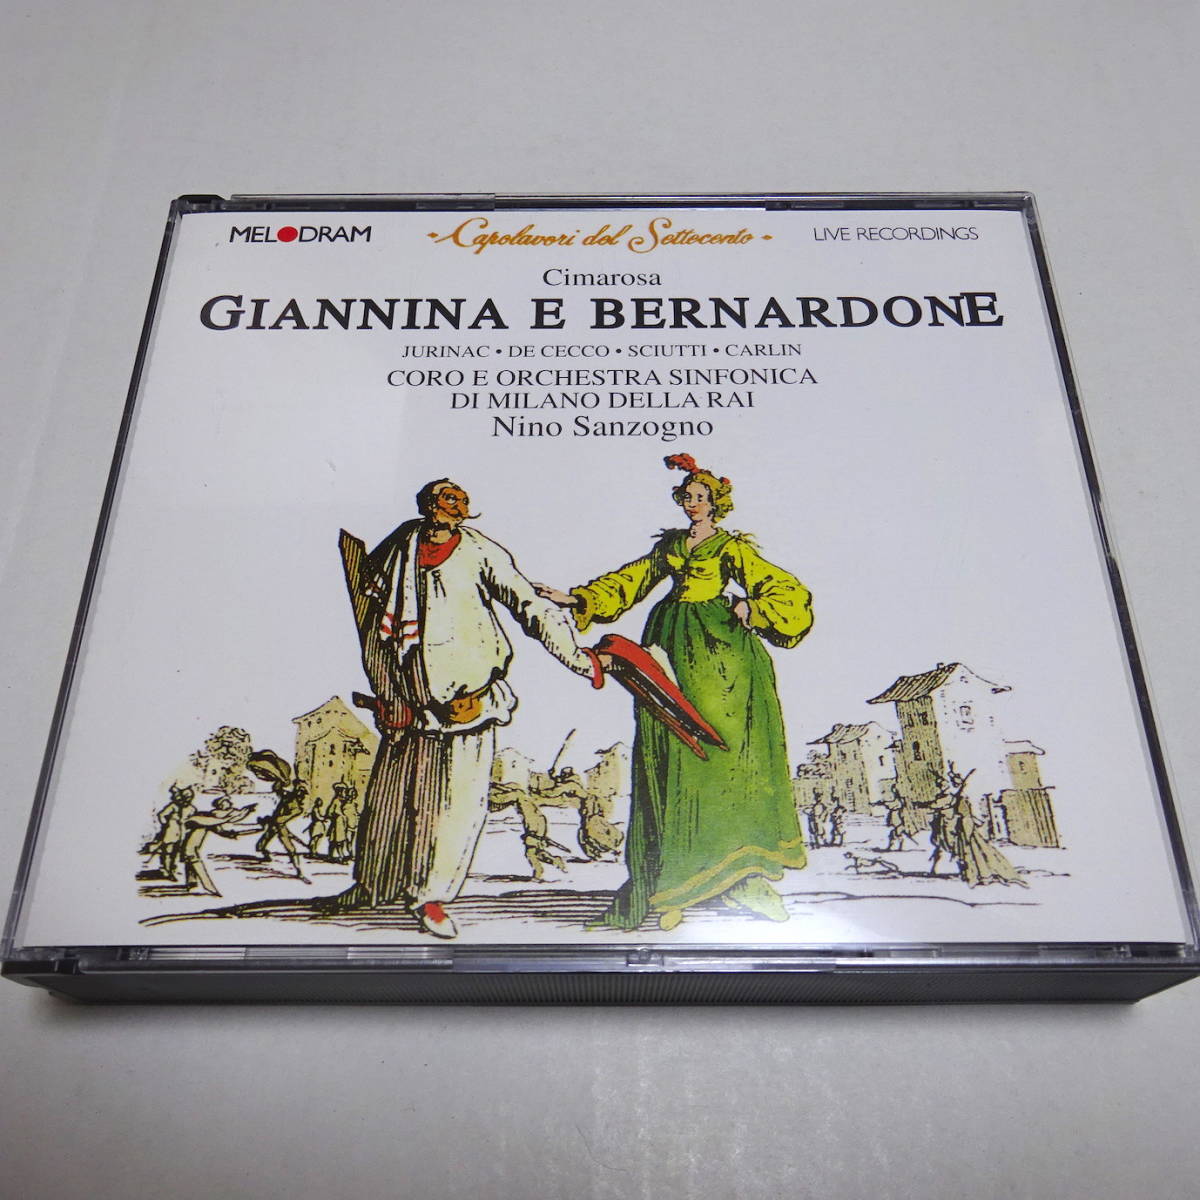 MELODRAM
Capolavori del Settecento
LIVE RECORDINGS
Cimarosa
GIANNINA E BERNARDONE
JURINAC • DE CECCO • SCIUTTI • CARLIN
CORO E ORCHESTRA SINFONICA
DI MILANO DELLA RAI
Nino Sanzogno